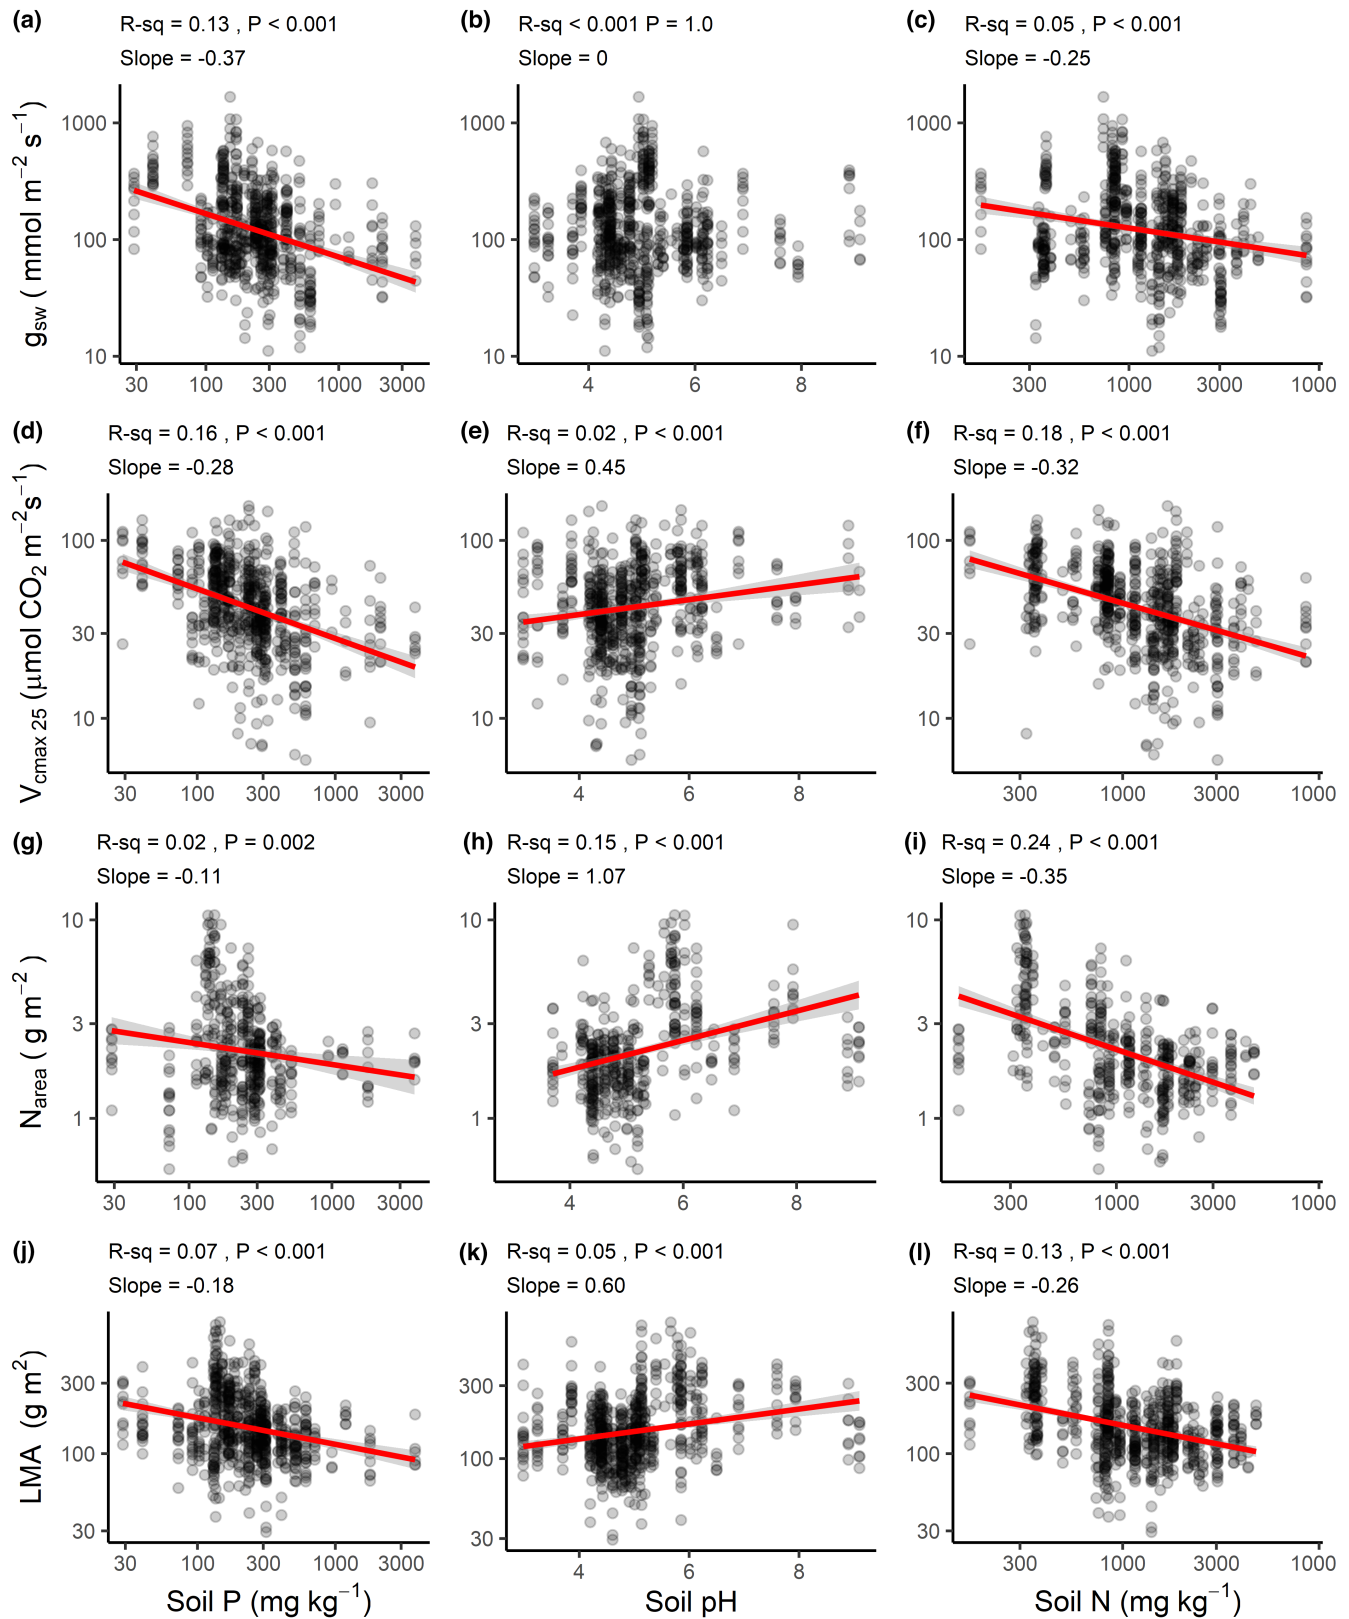 (a) R-sq = 0.13 , P < 0.001
Slope = -0.37
(b) R-sq < 0.001 P = 1.0
Slope = 0
(c) R-sq = 0.05 , P < 0.001
Slope = -0.25
g_sw ( mmol m⁻² s⁻¹)
1000
300
100
10
30 100 300 1000 3000
1000
100
10
4 6 8
1000
100
10
300 1000 3000 1000
(d) R-sq = 0.16 , P < 0.001
Slope = -0.28
(e) R-sq = 0.02 , P < 0.001
Slope = 0.45
(f) R-sq = 0.18 , P < 0.001
Slope = -0.32
V_cmax 25 (μmol CO₂ m⁻²s⁻¹)
100
30
10
30 100 300 1000 3000
100
30
10
4 6 8
100
30
10
300 1000 3000 1000
(g) R-sq = 0.02 , P = 0.002
Slope = -0.11
(h) R-sq = 0.15 , P < 0.001
Slope = 1.07
(i) R-sq = 0.24 , P < 0.001
Slope = -0.35
N_area ( g m⁻²)
10
3
1
30 100 300 1000 3000
10
3
1
4 6 8
10
3
1
300 1000 3000 1000
(j) R-sq = 0.07 , P < 0.001
Slope = -0.18
(k) R-sq = 0.05 , P < 0.001
Slope = 0.60
(l) R-sq = 0.13 , P < 0.001
Slope = -0.26
LMA (g m²)
300
100
30
30 100 300 1000 3000
Soil P (mg kg⁻¹)
300
100
30
4 6 8
Soil pH
300
100
30
300 1000 3000 1000
Soil N (mg kg⁻¹)